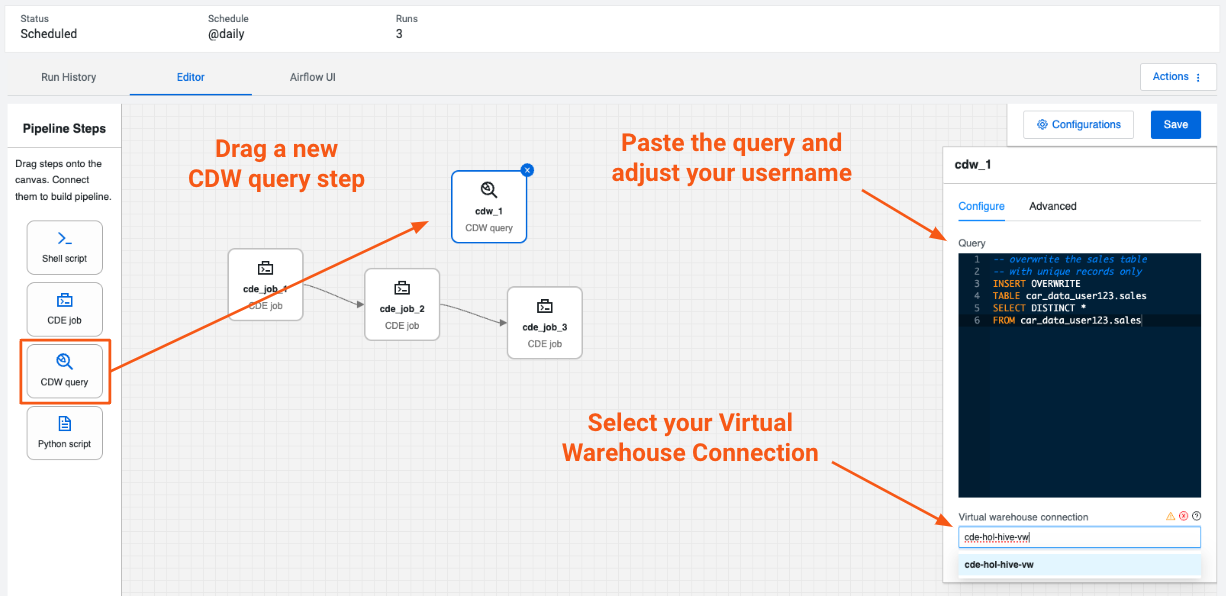 Status
Scheduled
Schedule
@daily
Runs
3
Run History
Editor
Airflow UI
Actions
Pipeline Steps
Drag steps onto the
canvas. Connect
them to build pipeline.
Shell script
CDE job
CDW query
Python script
Drag a new
CDW query step
cdw_1
CDW query
cde_job_1
CDE job
cde_job_2
CDE job
cde_job_3
CDE job
Paste the query and
adjust your username
Select your Virtual
Warehouse Connection
Configurations
Save
cdw_1
Configure
Advanced
Query
1 -- overwrite the sales table
2 -- with unique records only
3 INSERT OVERWRITE
4 TABLE car_data_user123.sales
5 SELECT DISTINCT *
6 FROM car_data_user123.sales
Virtual warehouse connection
cde-hol-hive-vw
cde-hol-hive-vw